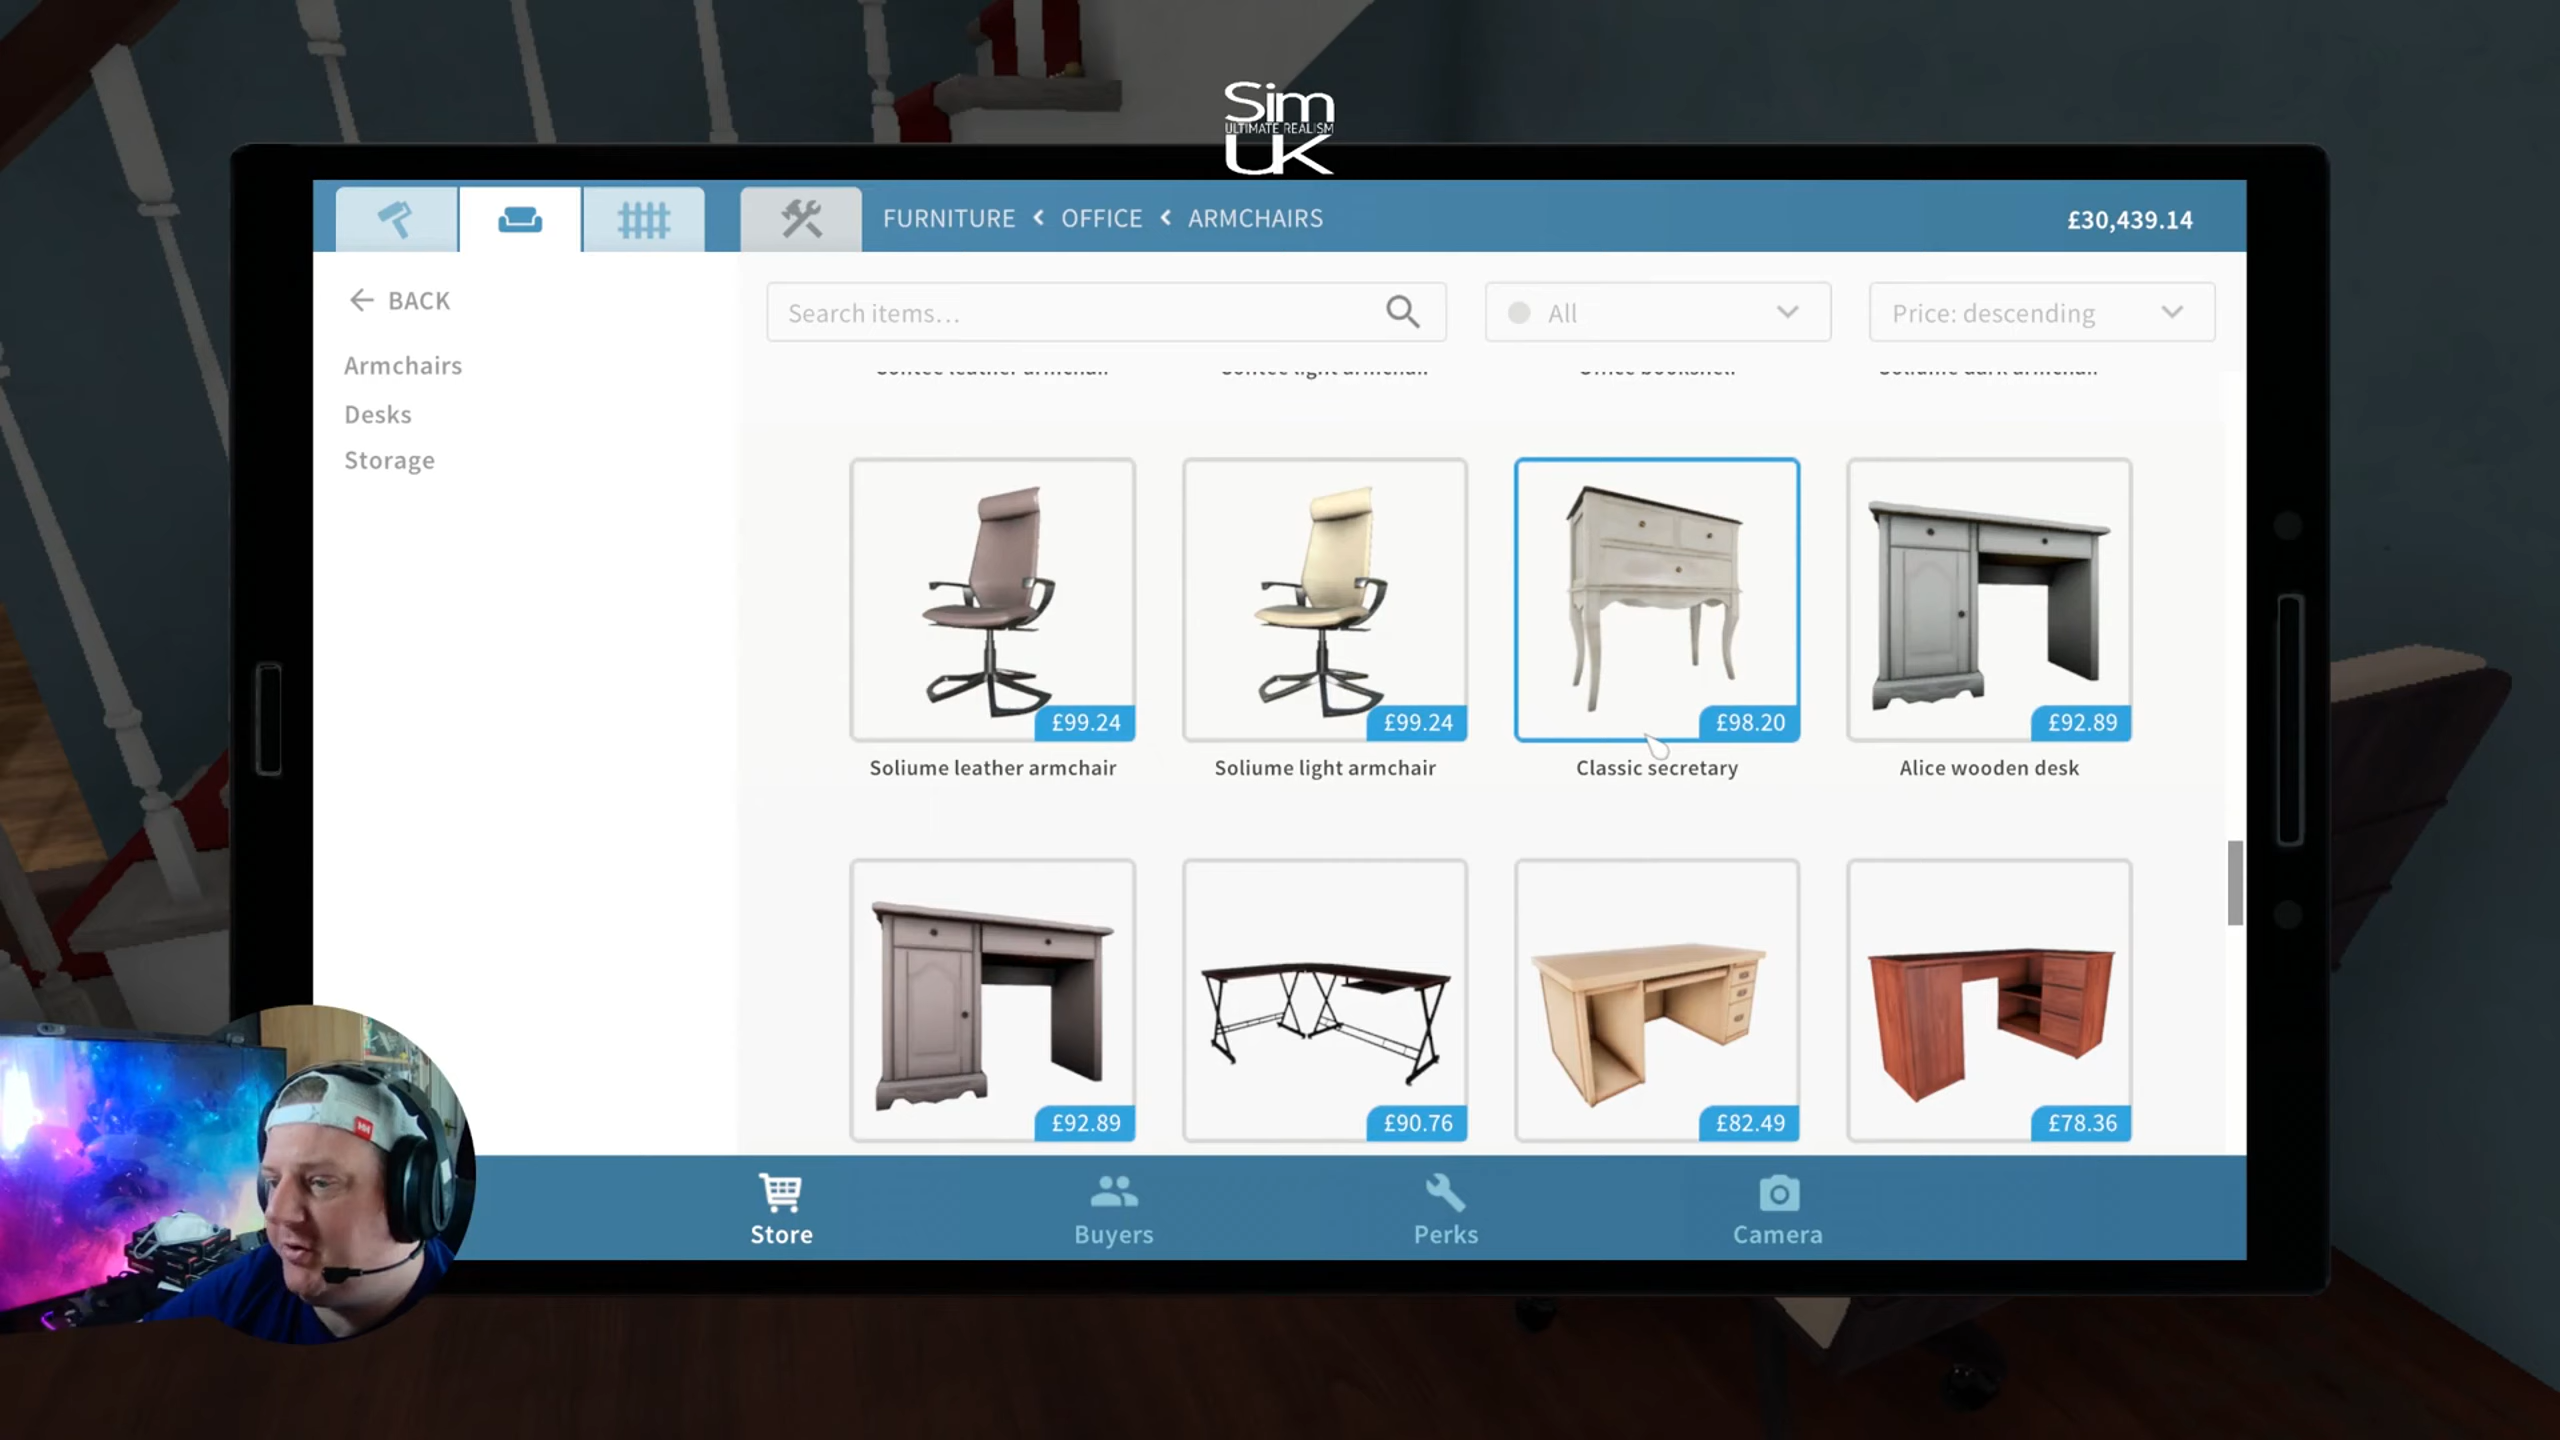 Sim
ULTIMATE REALISM
UK
FURNITURE < OFFICE < ARMCHAIRS
£30,439.14
BACK
Search items...
All
Price: descending
Armchairs
Desks
Storage
£99.24
£99.24
£98.20
£92.89
Soliume leather armchair
Soliume light armchair
Classic secretary
Alice wooden desk
£92.89
£90.76
£82.49
£78.36
Store
Buyers
Perks
Camera